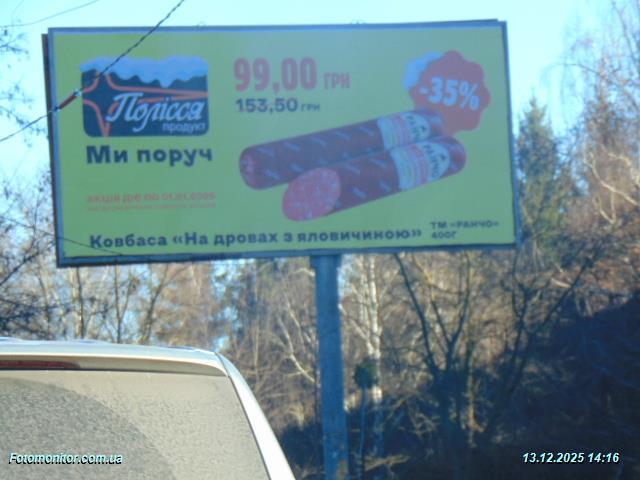 99,00 ГРН
153,50 ГРН
-35%
Полісся
продукт
Ми поруч
РАНЧО
Ковбаса «На дровах з яловичиною»
ТМ «РАНЧО»
400Г
Fotomonitor.com.ua
13.12.2025 14:16